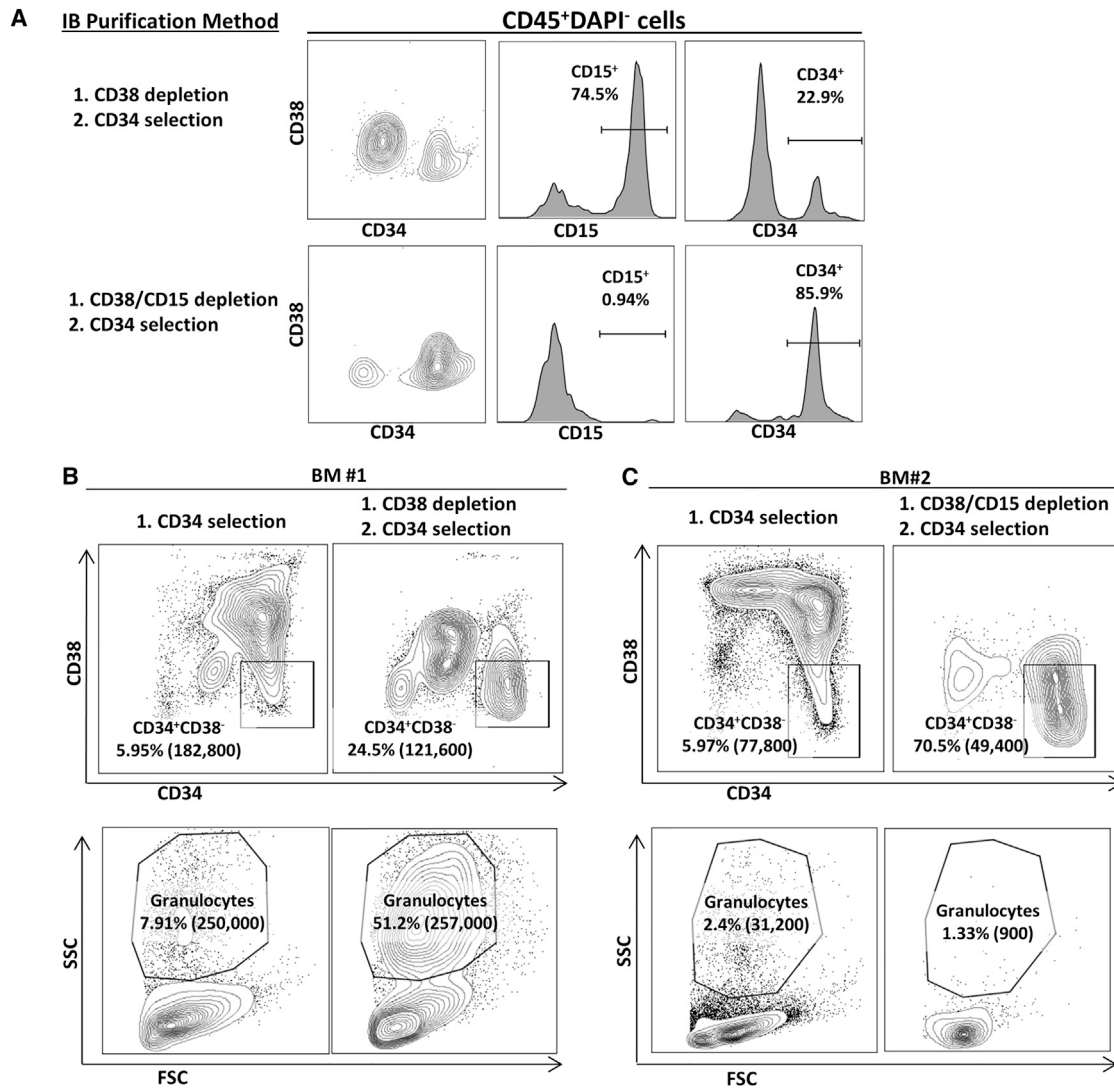 A
IB Purification Method
CD45+DAPI- cells
1. CD38 depletion
2. CD34 selection
CD38
CD34
CD15+
74.5%
CD15
CD34+
22.9%
CD34
1. CD38/CD15 depletion
2. CD34 selection
CD38
CD34
CD15+
0.94%
CD15
CD34+
85.9%
CD34
B
BM #1
1. CD34 selection
1. CD38 depletion
2. CD34 selection
CD38
CD34+CD38-
5.95% (182,800)
CD34+CD38-
24.5% (121,600)
CD34
SSC
Granulocytes
7.91% (250,000)
Granulocytes
51.2% (257,000)
FSC
C
BM#2
1. CD34 selection
1. CD38/CD15 depletion
2. CD34 selection
CD38
CD34+CD38-
5.97% (77,800)
CD34+CD38-
70.5% (49,400)
CD34
SSC
Granulocytes
2.4% (31,200)
Granulocytes
1.33% (900)
FSC